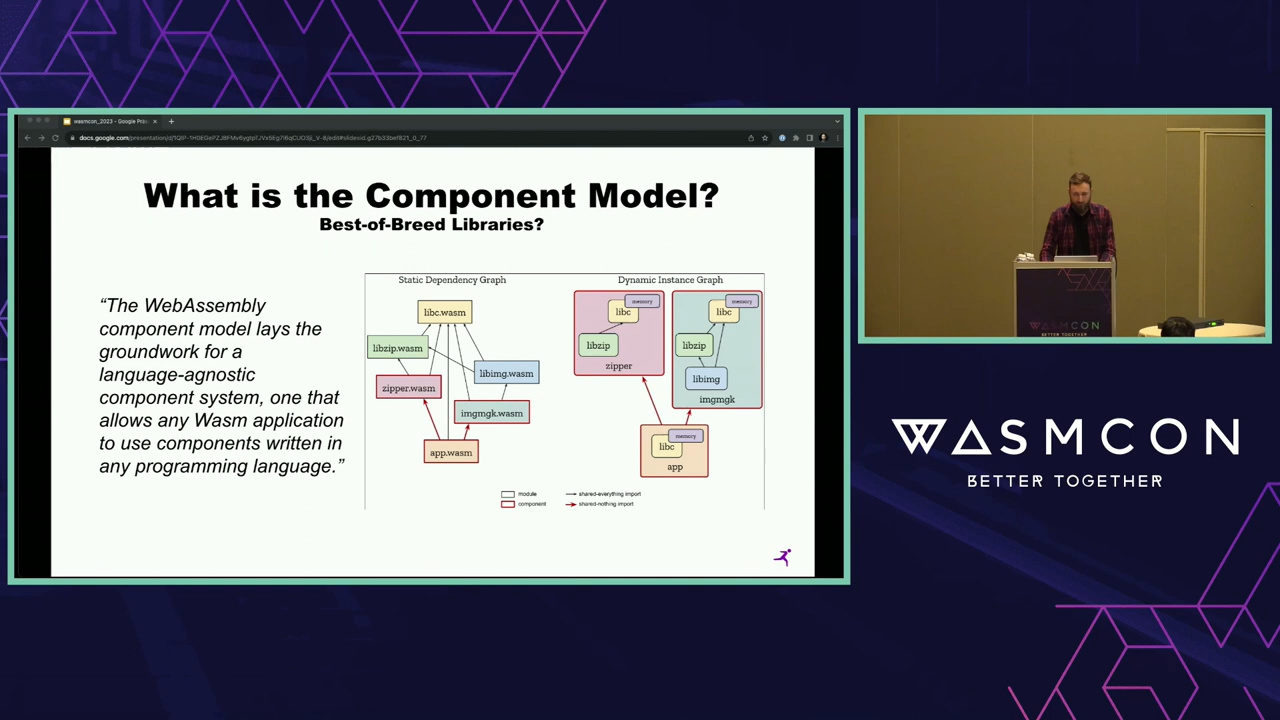 wasmcon_2023 - Google Pres
What is the Component Model?
Best-of-Breed Libraries?
“The WebAssembly
component model lays the
groundwork for a
language-agnostic
component system, one that
allows any Wasm application
to use components written in
any programming language.”
Static Dependency Graph
libc.wasm
libzip.wasm
libimg.wasm
zipper.wasm
imgmgk.wasm
app.wasm
Dynamic Instance Graph
memory
libc
libzip
zipper
memory
libc
libzip
libimg
imgmgk
memory
libc
app
module
shared-everything import
component
shared-nothing import
WASMCON
WASMCON
BETTER TOGETHER